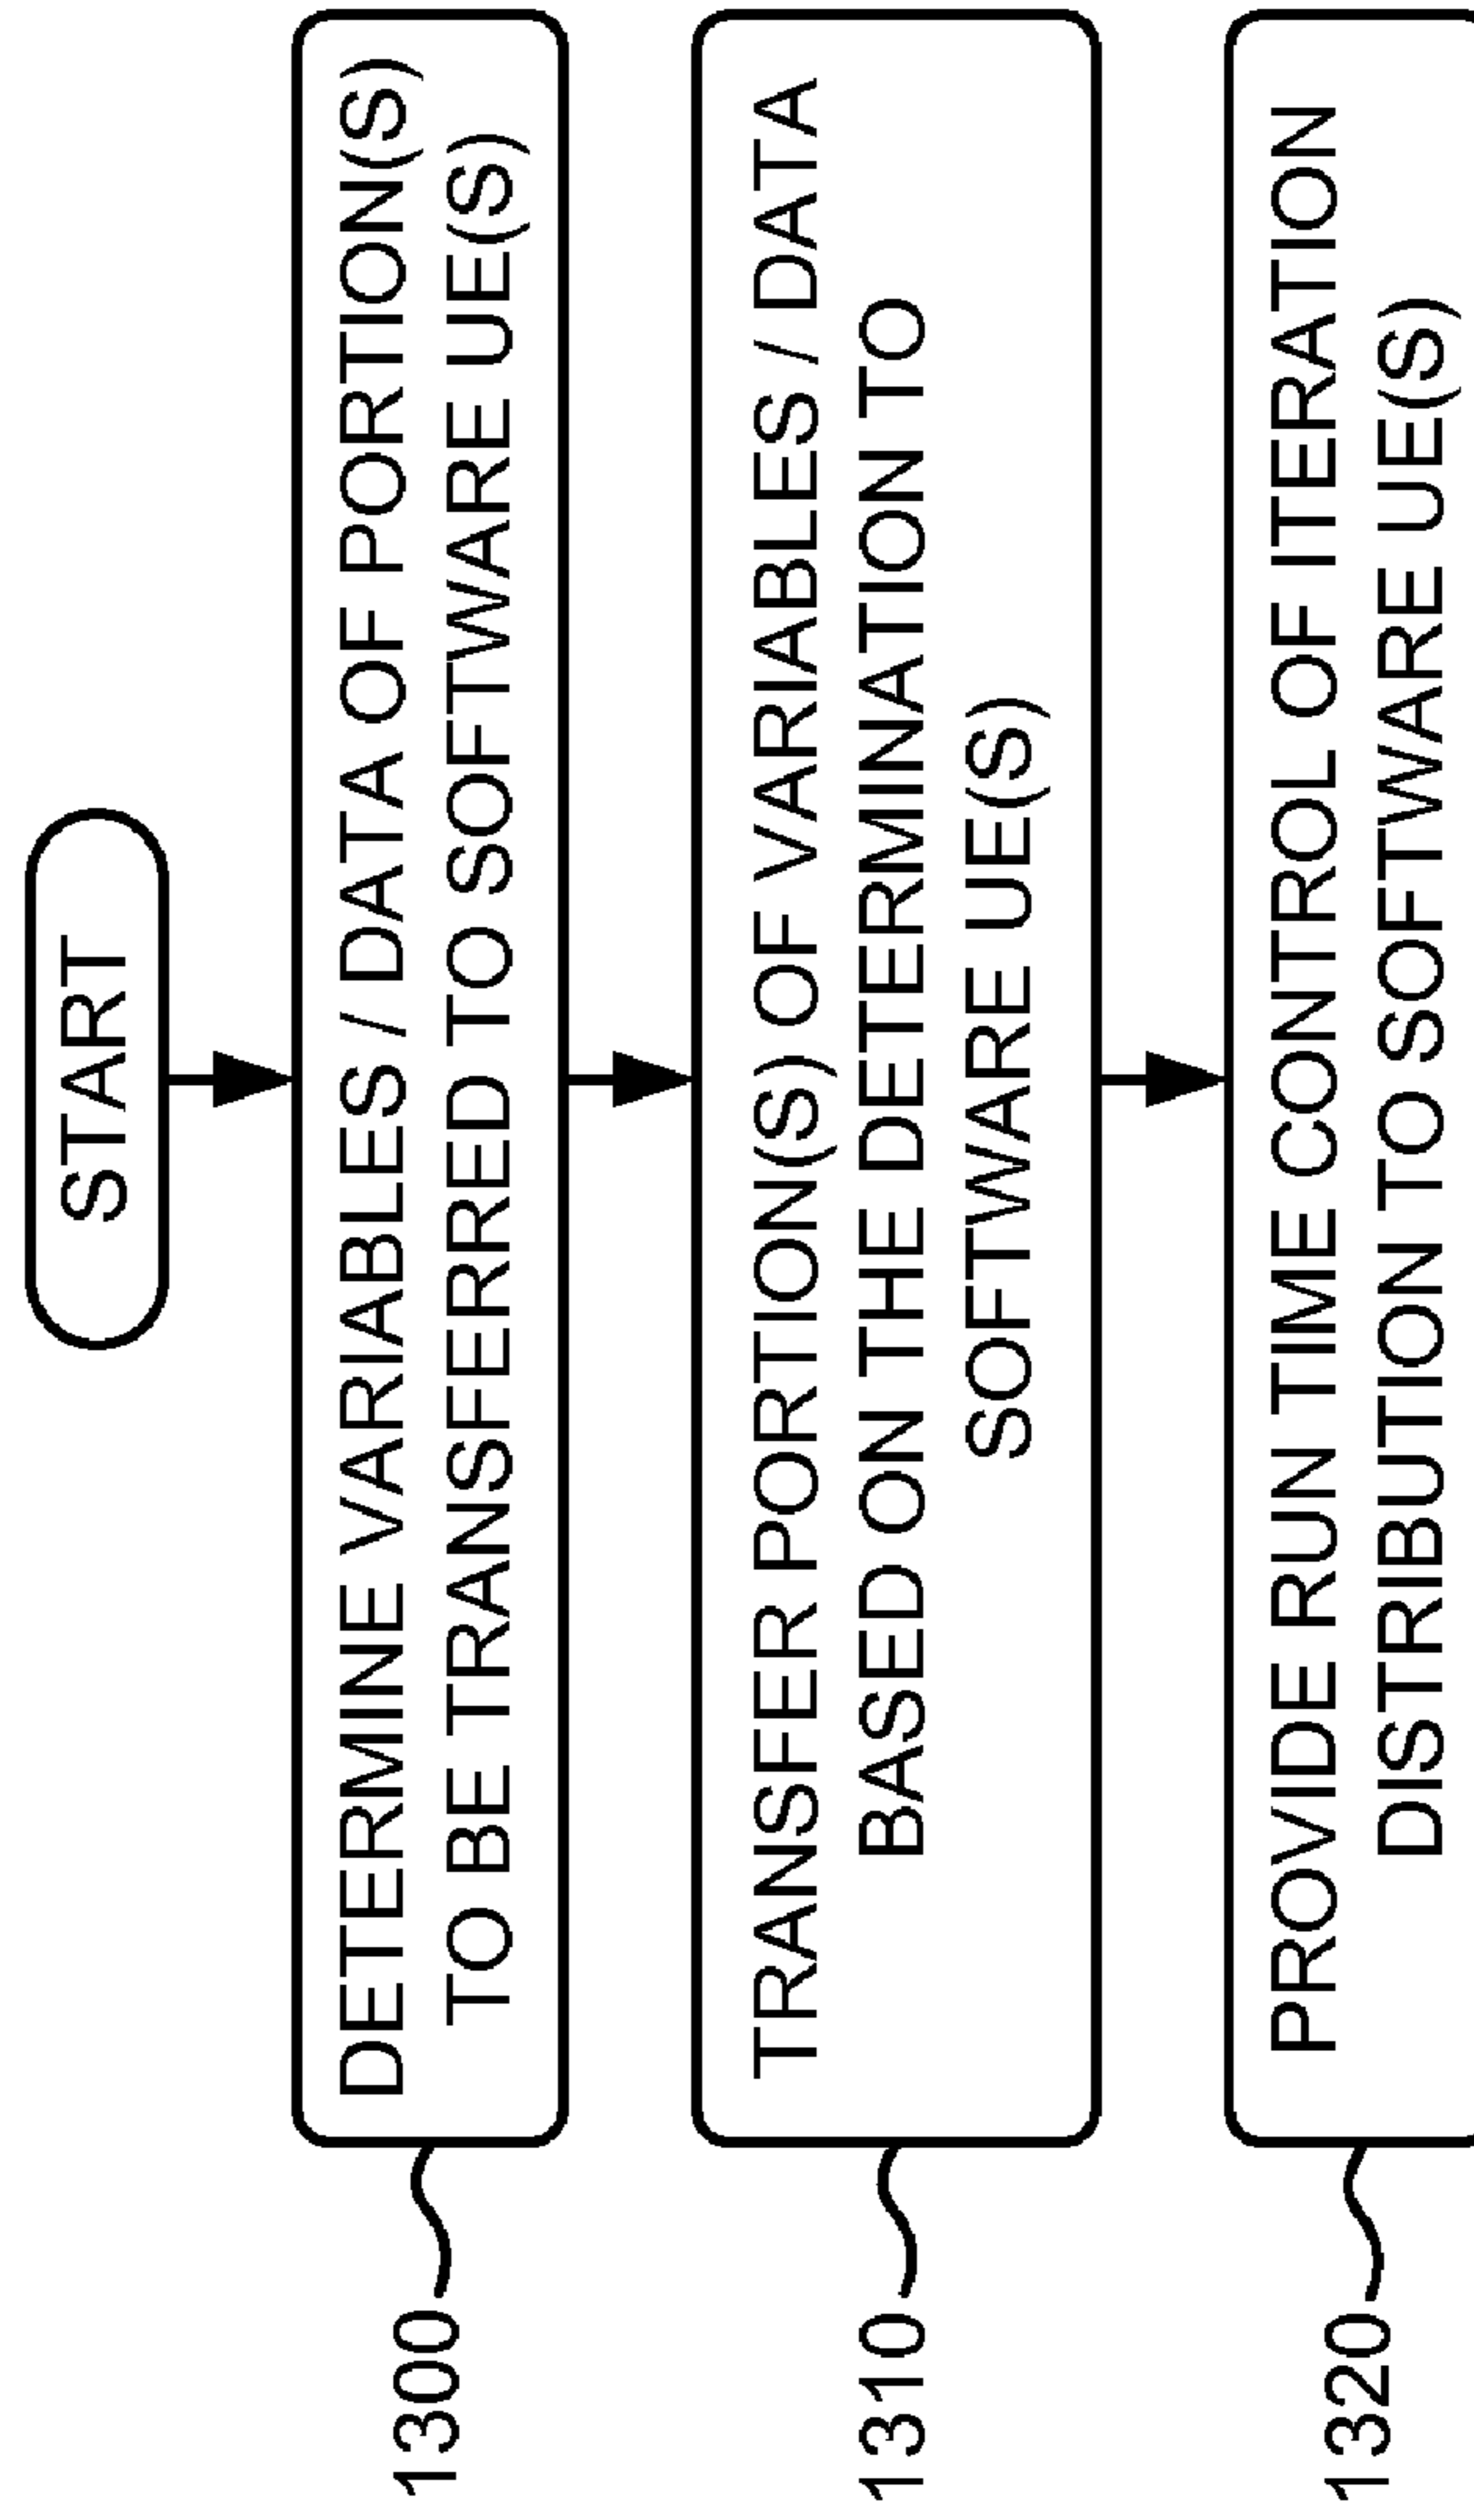 START
1300
DETERMINE VARIABLES / DATA OF PORTION(S)
TO BE TRANSFERRED TO SOFTWARE UE(S)
1310
TRANSFER PORTION(S) OF VARIABLES / DATA
BASED ON THE DETERMINATION TO
SOFTWARE UE(S)
1320
PROVIDE RUN TIME CONTROL OF ITERATION
DISTRIBUTION TO SOFTWARE UE(S)